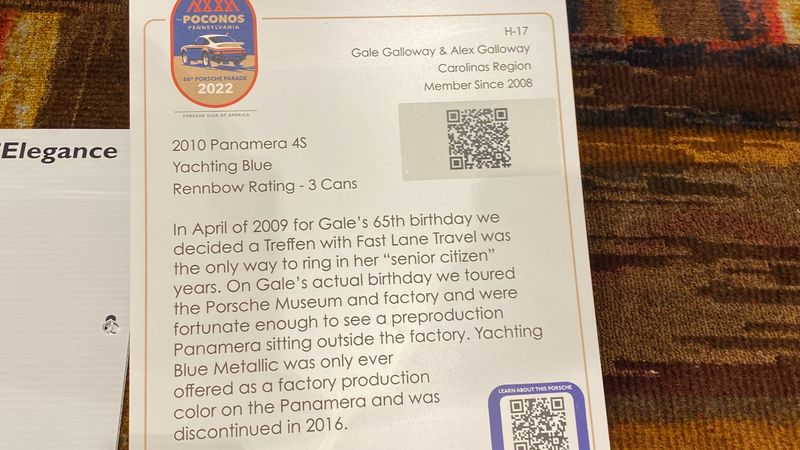 POCONOS
PENNSYLVANIA
66th PORSCHE PARADE
2022
PORSCHE CLUB OF AMERICA
H-17
Gale Galloway & Alex Galloway
Carolinas Region
Member Since 2008
'Elegance
2010 Panamera 4S
Yachting Blue
Rennbow Rating - 3 Cans
In April of 2009 for Gale's 65th birthday we
decided a Treffen with Fast Lane Travel was
the only way to ring in her "senior citizen"
years. On Gale's actual birthday we toured
the Porsche Museum and factory and were
fortunate enough to see a preproduction
Panamera sitting outside the factory. Yachting
Blue Metallic was only ever
offered as a factory production
color on the Panamera and was
discontinued in 2016.
LEARN ABOUT THIS PORSCHE